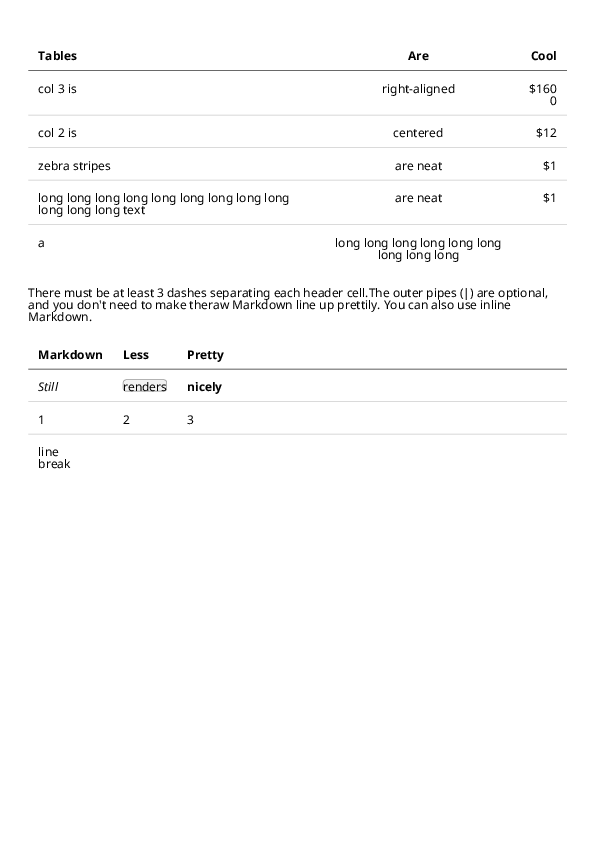 Tables Are Cool
col 3 is right-aligned $160
0
col 2 is centered $12
zebra stripes are neat $1
long long long long long long long long long are neat $1
long long long text
a long long long long long long
long long long
There must be at least 3 dashes separating each header cell.The outer pipes (|) are optional,
and you don't need to make theraw Markdown line up prettily. You can also use inline
Markdown.
Markdown Less Pretty
Still renders nicely
1 2 3
line
break